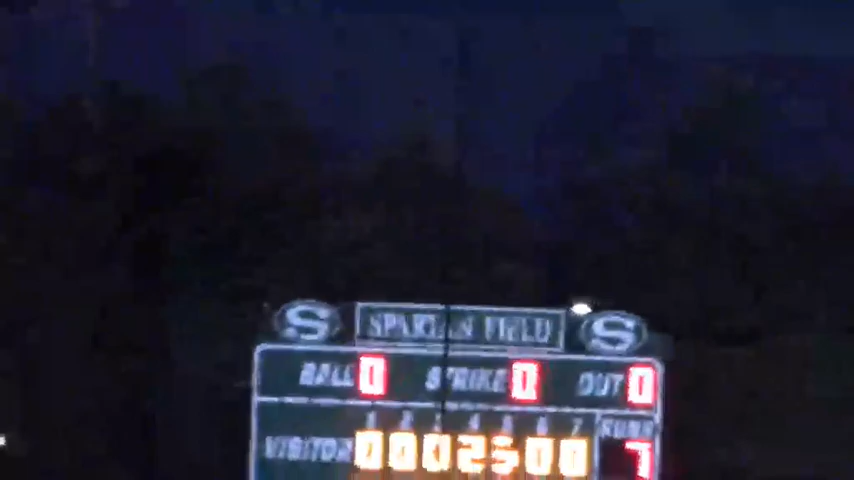 S SPARTAN FIELD S
BALL 0 STRIKE 0 OUT 0
1 2 3 4 5 6 7 RUNS
VISITOR 0 0 0 2 5 0 0 7